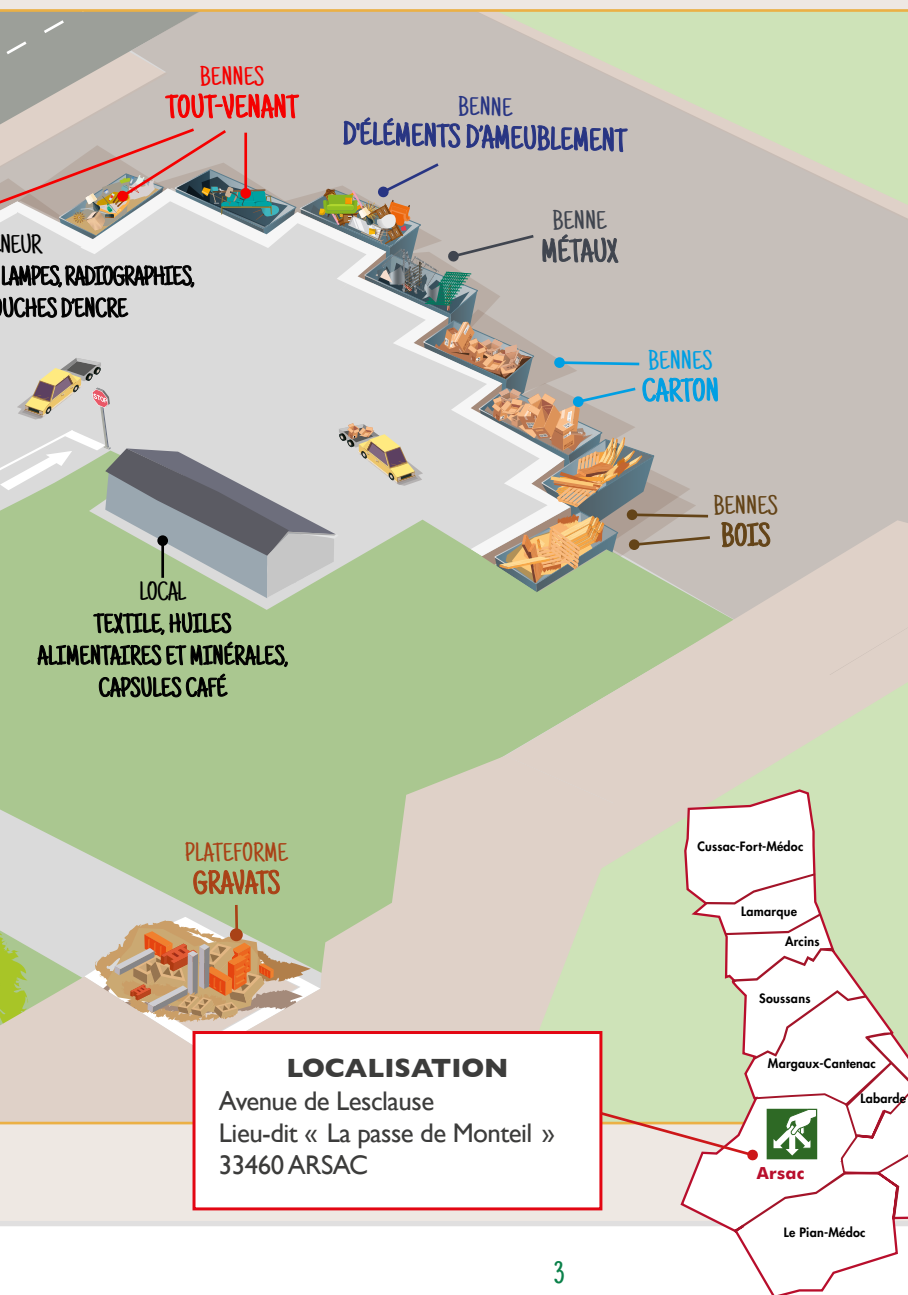 BENNES
TOUT-VENANT
BENNE
D'ÉLÉMENTS D'AMEUBLEMENT
BENNE
MÉTAUX
NEUR
LAMPES, RADIOGRAPHIES,
OUCHES D'ENCRE
BENNES
CARTON
STOP
BENNES
BOIS
LOCAL
TEXTILE, HUILES
ALIMENTAIRES ET MINÉRALES,
CAPSULES CAFÉ
PLATEFORME
GRAVATS
Cussac-Fort-Médoc
Lamarque
Arcins
Soussans
Margaux-Cantenac
Labarde
Arsac
Le Pian-Médoc
LOCALISATION
Avenue de Lesclause
Lieu-dit « La passe de Monteil »
33460 ARSAC
3